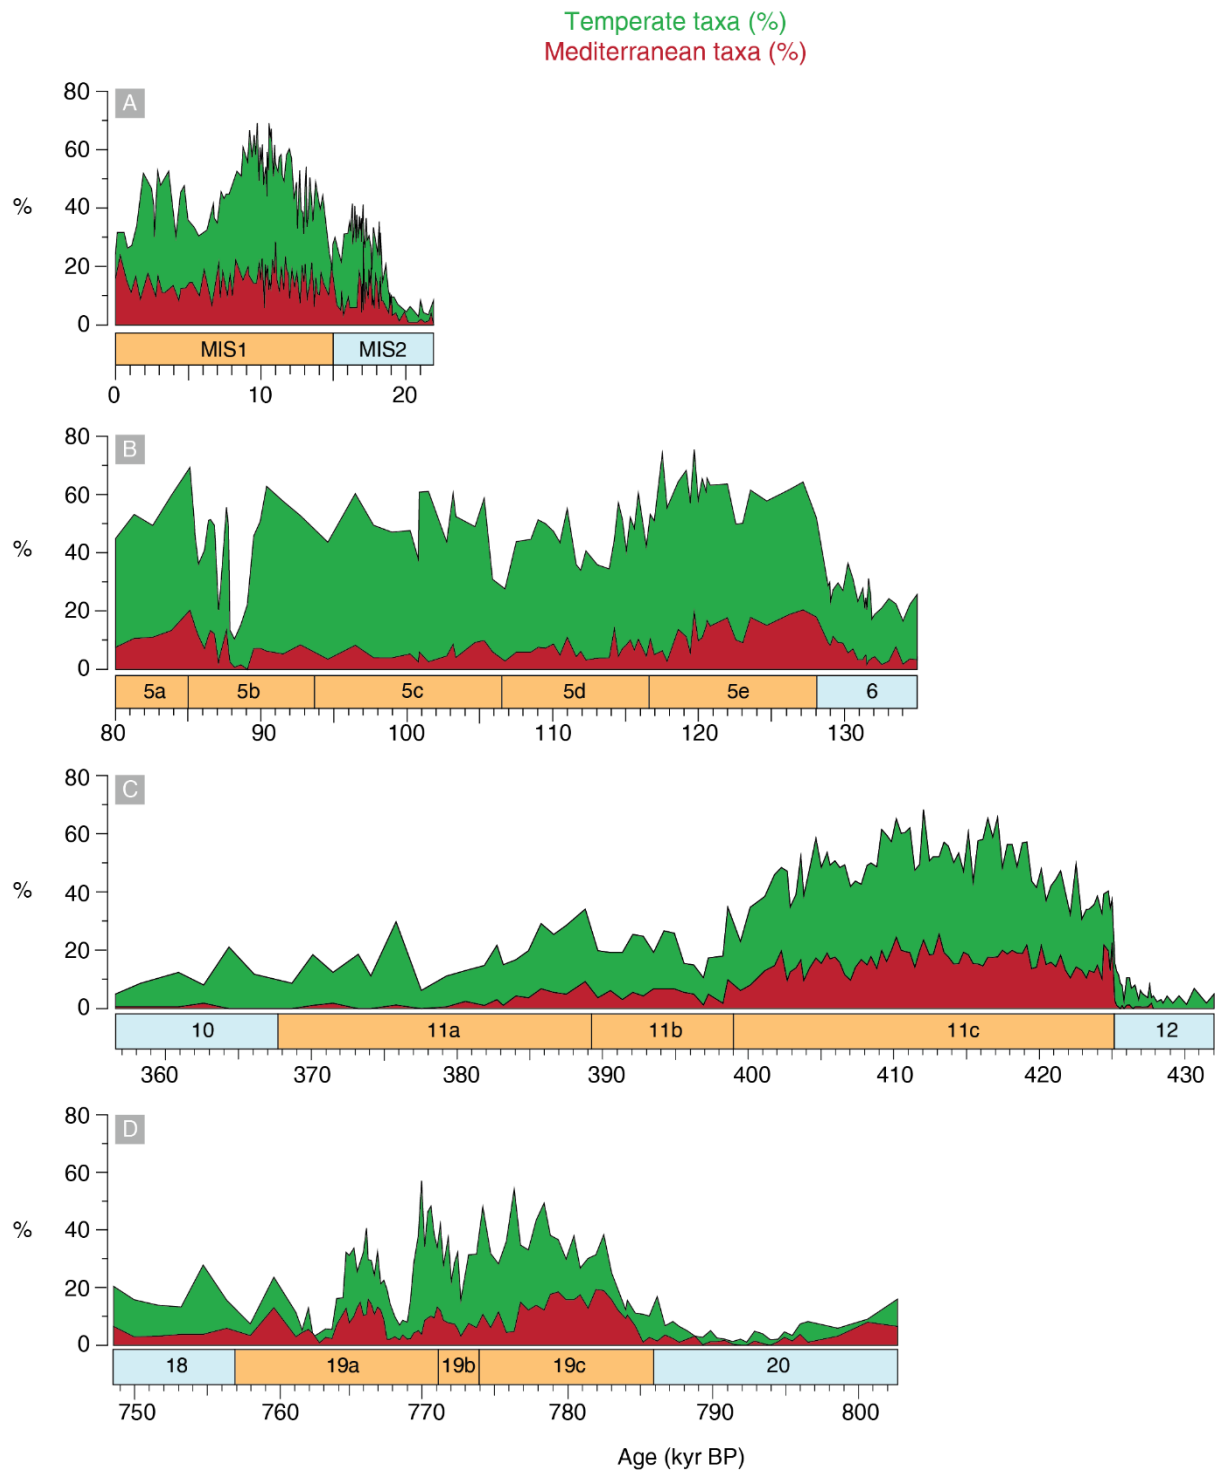 Temperate taxa (%)
Mediterranean taxa (%)
A
80
60
%
40
20
0
MIS1 MIS2
0 10 20
B
80
60
%
40
20
0
5a 5b 5c 5d 5e 6
80 90 100 110 120 130
C
80
60
%
40
20
0
10 11a 11b 11c 12
360 370 380 390 400 410 420 430
D
80
60
%
40
20
0
18 19a 19b 19c 20
750 760 770 780 790 800
Age (kyr BP)